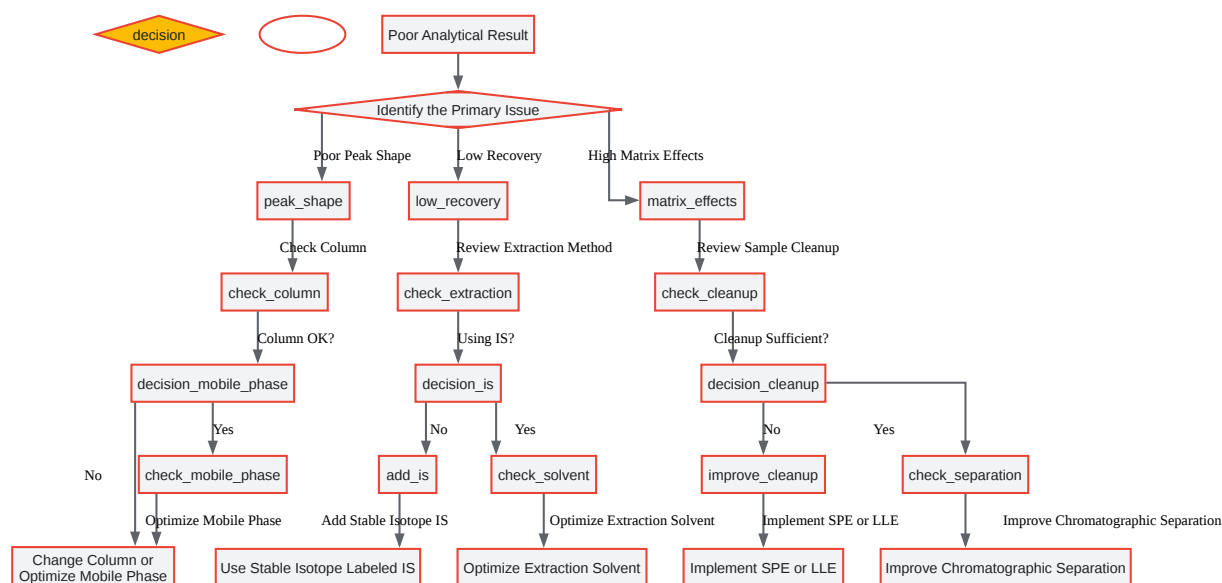 decision
Poor Analytical Result
Identify the Primary Issue
Poor Peak Shape
Low Recovery
High Matrix Effects
peak_shape
low_recovery
matrix_effects
Check Column
Review Extraction Method
Review Sample Cleanup
check_column
check_extraction
check_cleanup
Column OK?
Using IS?
Cleanup Sufficient?
decision_mobile_phase
decision_is
decision_cleanup
Yes
No
Yes
No
Yes
No
check_mobile_phase
add_is
check_solvent
improve_cleanup
check_separation
Optimize Mobile Phase
Add Stable Isotope IS
Optimize Extraction Solvent
Implement SPE or LLE
Improve Chromatographic Separation
Change Column or
Optimize Mobile Phase
Use Stable Isotope Labeled IS
Optimize Extraction Solvent
Implement SPE or LLE
Improve Chromatographic Separation